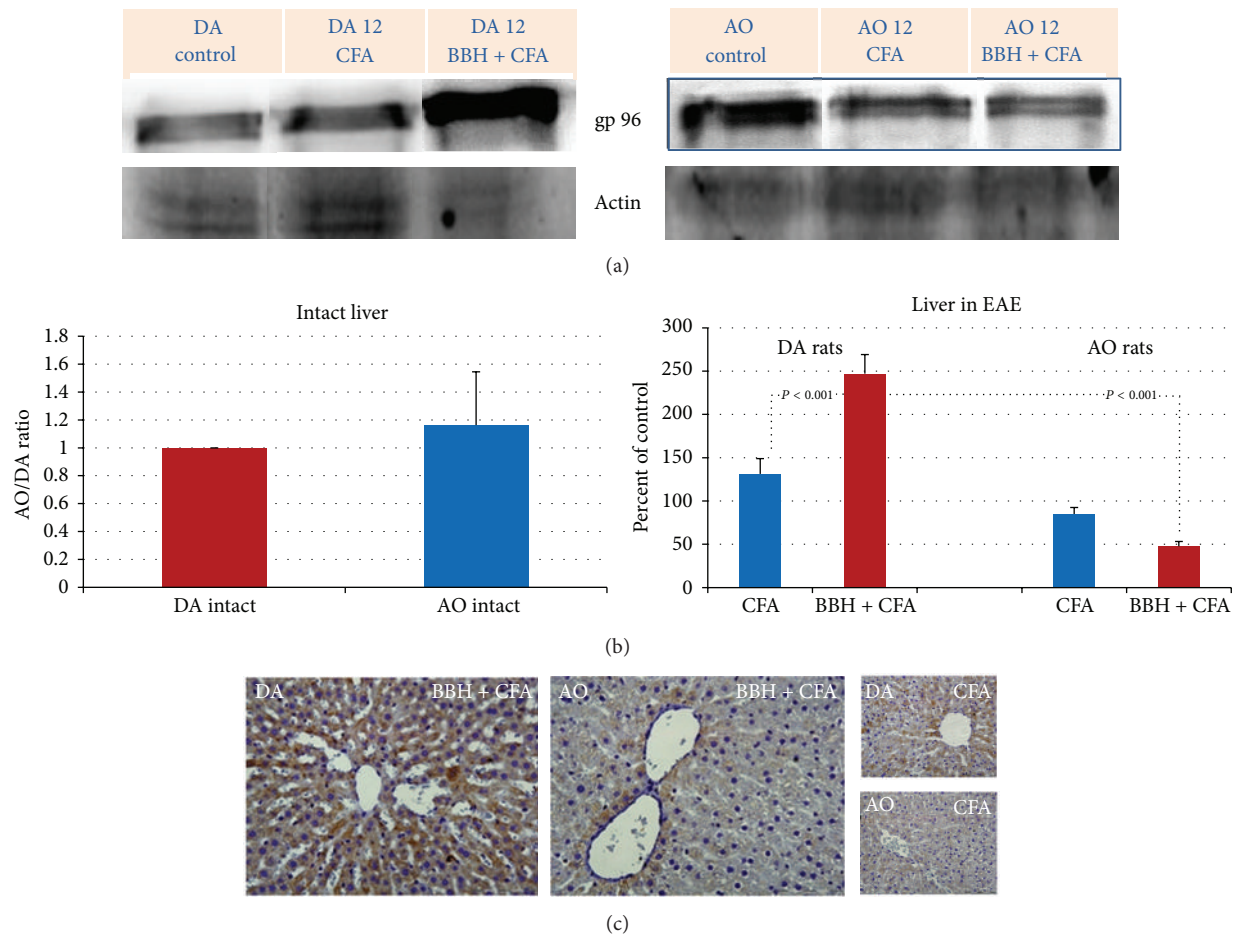 DA control
DA 12 CFA
DA 12 BBH + CFA
AO control
AO 12 CFA
AO 12 BBH + CFA
gp 96
Actin
(a)
Intact liver
AO/DA ratio
1.8
1.6
1.4
1.2
1
0.8
0.6
0.4
0.2
0
DA intact
AO intact
Liver in EAE
Percent of control
300
250
200
150
100
50
0
DA rats
AO rats
P < 0.001
P < 0.001
CFA
BBH + CFA
CFA
BBH + CFA
(b)
DA
BBH + CFA
AO
BBH + CFA
DA
CFA
AO
CFA
(c)